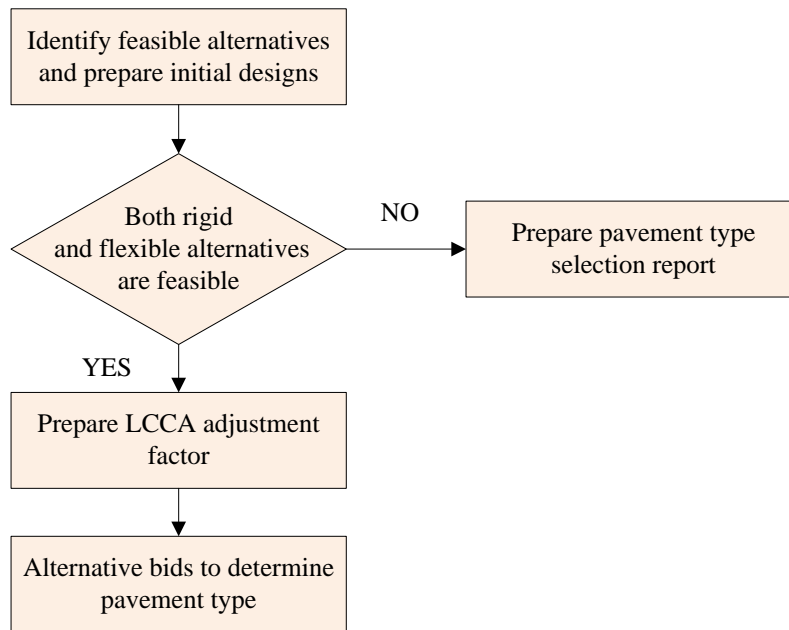 Identify feasible alternatives
and prepare initial designs
Both rigid
and flexible alternatives
are feasible
NO
Prepare pavement type
selection report
YES
Prepare LCCA adjustment
factor
Alternative bids to determine
pavement type